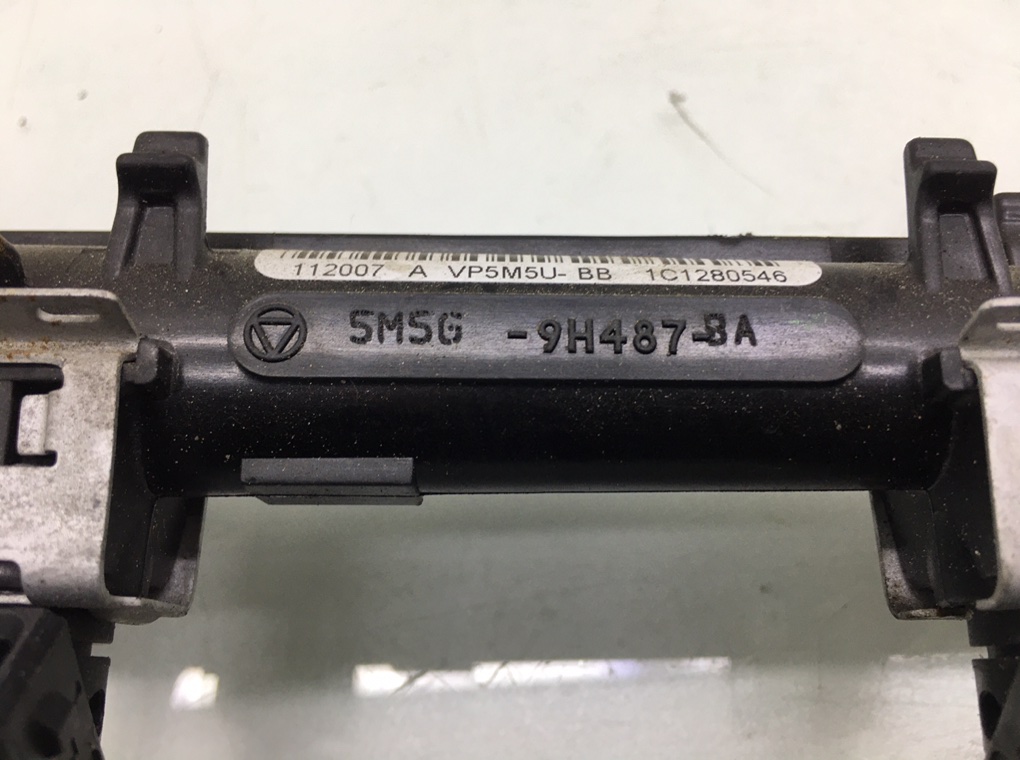 112007 A VP5M5U- BB 1C1280546
5M5G -9H487-BA